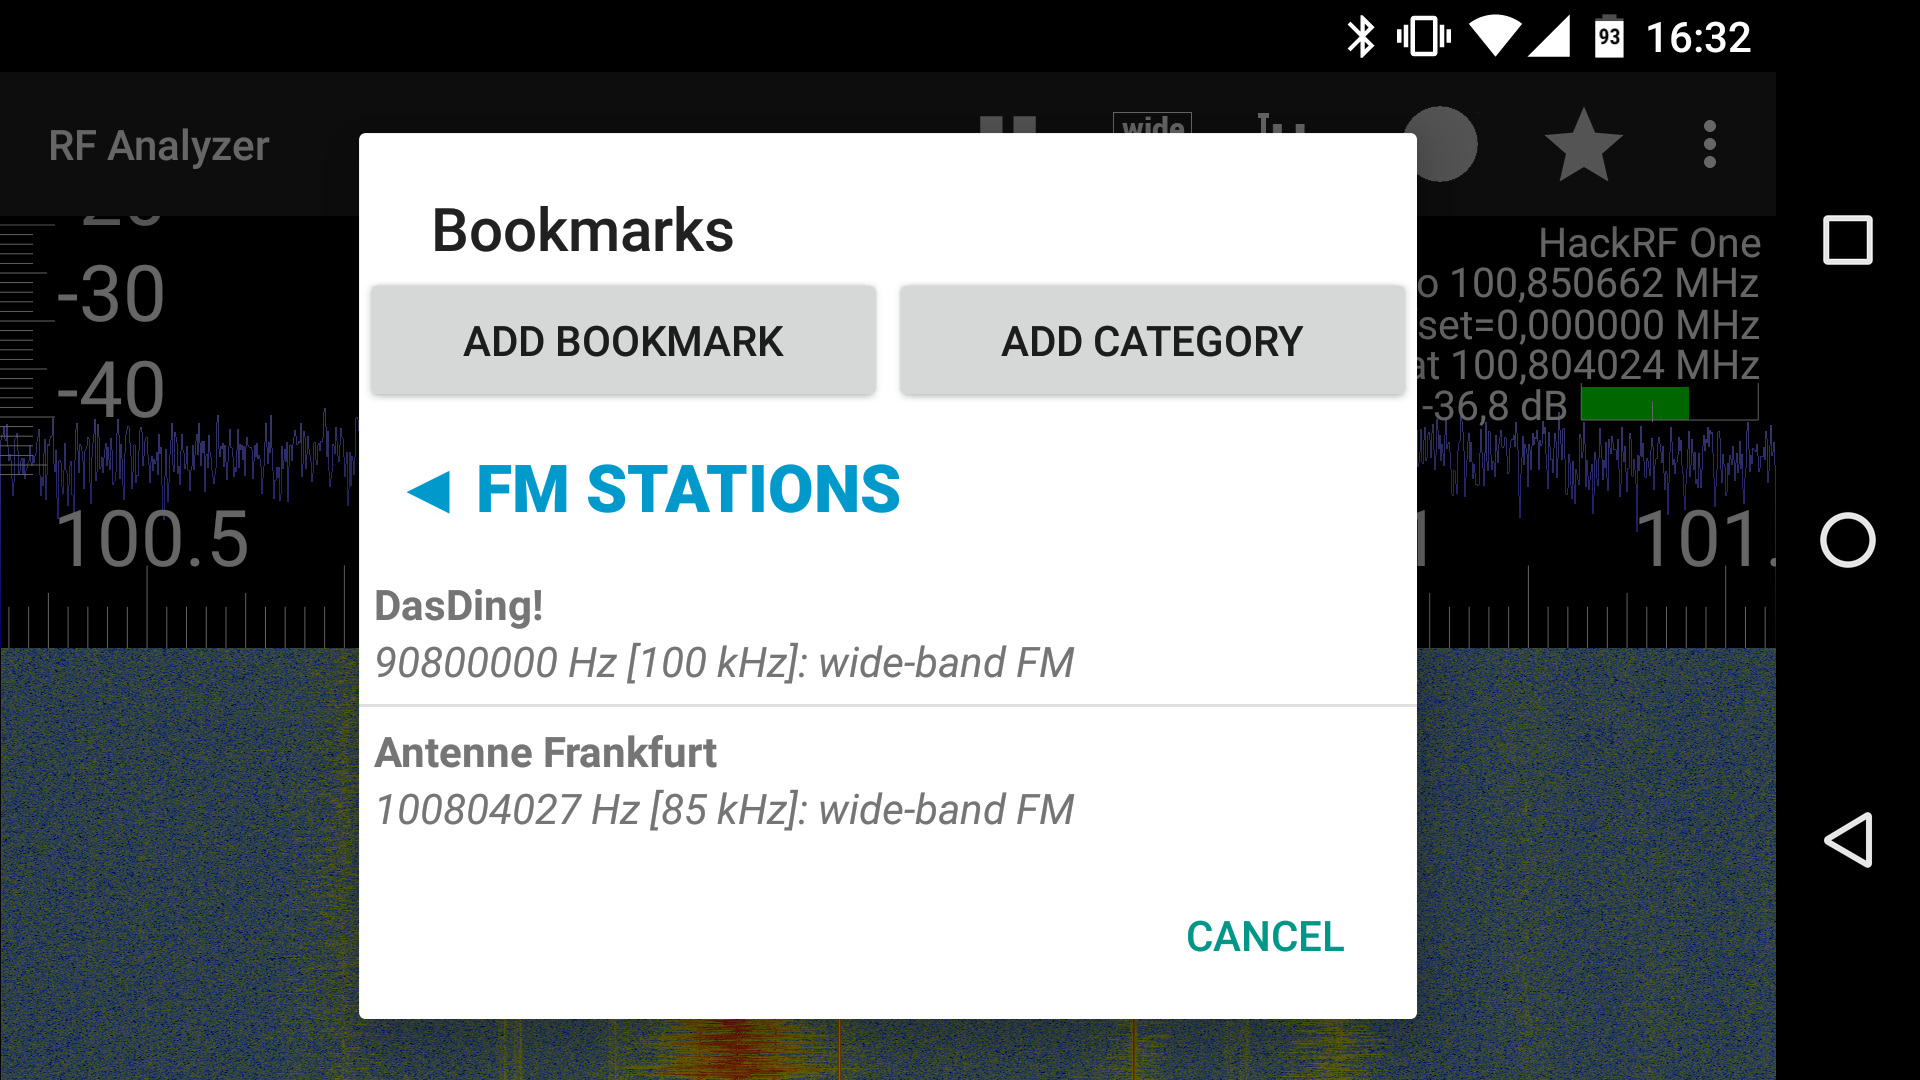 93 16:32
RF Analyzer
wide
Bookmarks
HackRF One
ADD BOOKMARK
ADD CATEGORY
100,850662 MHz
set=0,000000 MHz
at 100,804024 MHz
-36,8 dB
-30
-40
◀ FM STATIONS
100.5
101.
DasDing!
90800000 Hz [100 kHz]: wide-band FM
Antenne Frankfurt
100804027 Hz [85 kHz]: wide-band FM
CANCEL